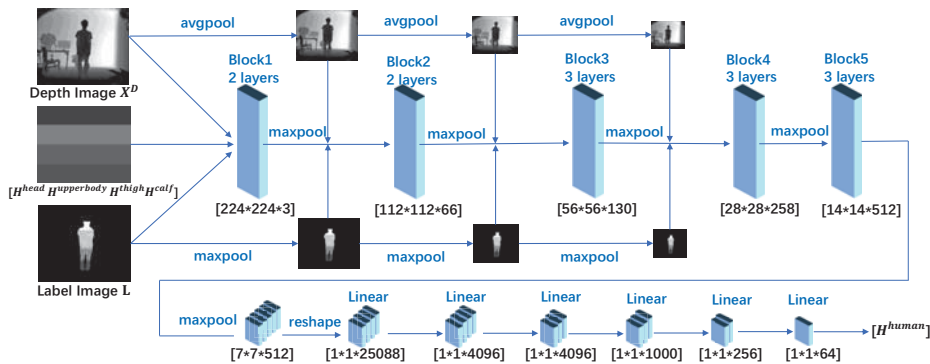 avgpool avgpool avgpool
Block1
2 layers
Block2
2 layers
Block3
3 layers
Block4
3 layers
Block5
3 layers
Depth Image X^D
maxpool maxpool maxpool maxpool
[H^head H^upperbody H^thigh H^calf]
[224*224*3] [112*112*66] [56*56*130] [28*28*258] [14*14*512]
maxpool maxpool maxpool
Label Image L
Linear Linear Linear Linear Linear Linear
maxpool reshape
[H^human]
[7*7*512] [1*1*25088] [1*1*4096] [1*1*4096] [1*1*1000] [1*1*256] [1*1*64]